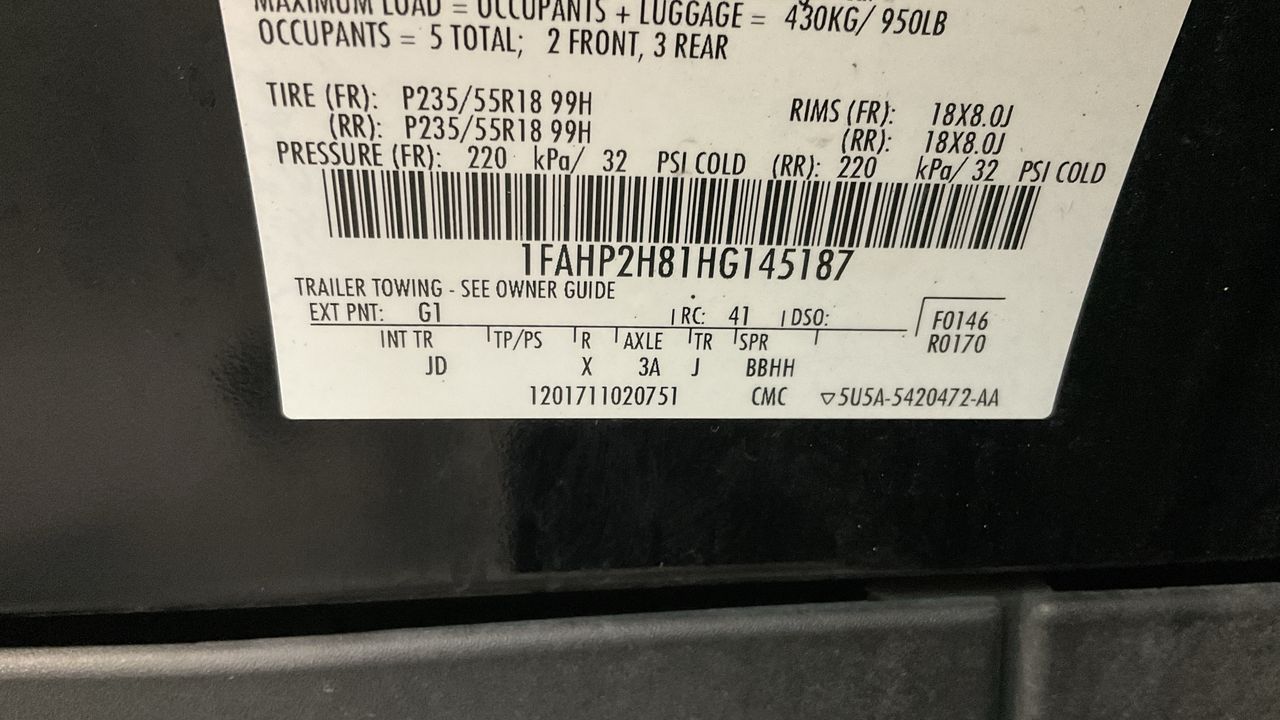 MAXIMUM LOAD = OCCUPANTS + LUGGAGE = 430KG/ 950LB
OCCUPANTS = 5 TOTAL; 2 FRONT, 3 REAR
TIRE (FR): P235/55R18 99H RIMS (FR): 18X8.0J
(RR): P235/55R18 99H (RR): 18X8.0J
PRESSURE (FR): 220 kPa/ 32 PSI COLD (RR): 220 kPa/ 32 PSI COLD
1FAHP2H81HG145187
TRAILER TOWING - SEE OWNER GUIDE
EXT PNT: G1 RC: 41 DSO: F0146
R0170
INT TR TP/PS R AXLE TR SPR
JD X 3A J BBHH
1201711020751 CMC ▽5U5A-5420472-AA